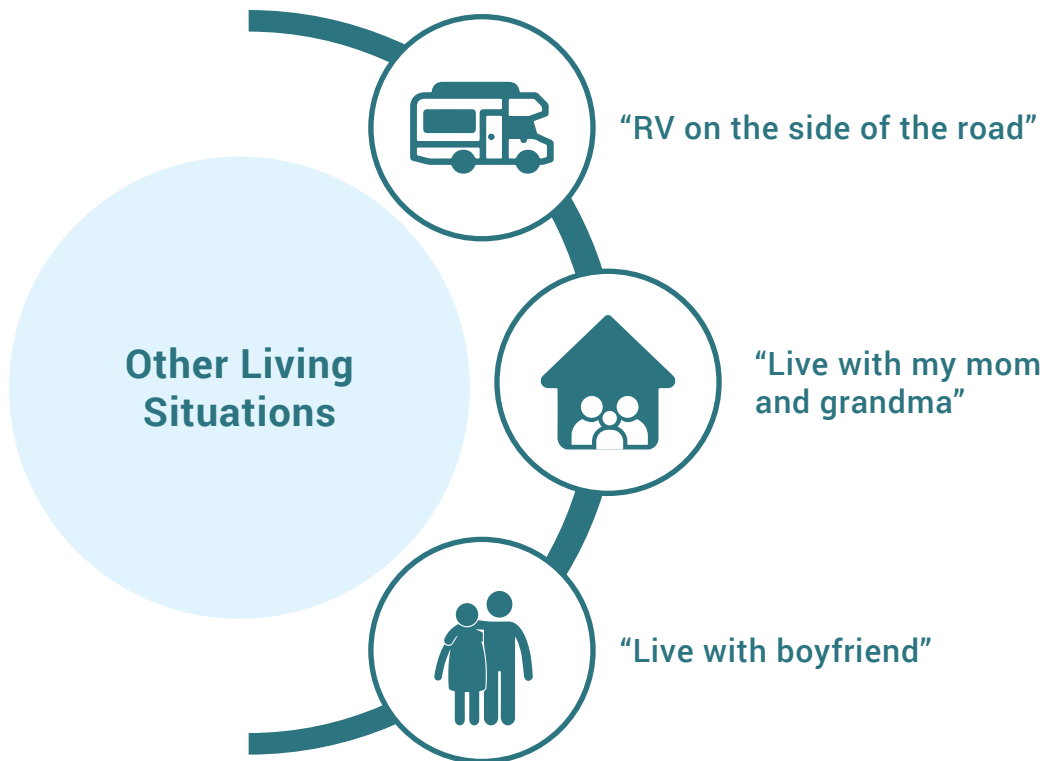 “RV on the side of the road”
Other Living
Situations
“Live with my mom
and grandma”
“Live with boyfriend”